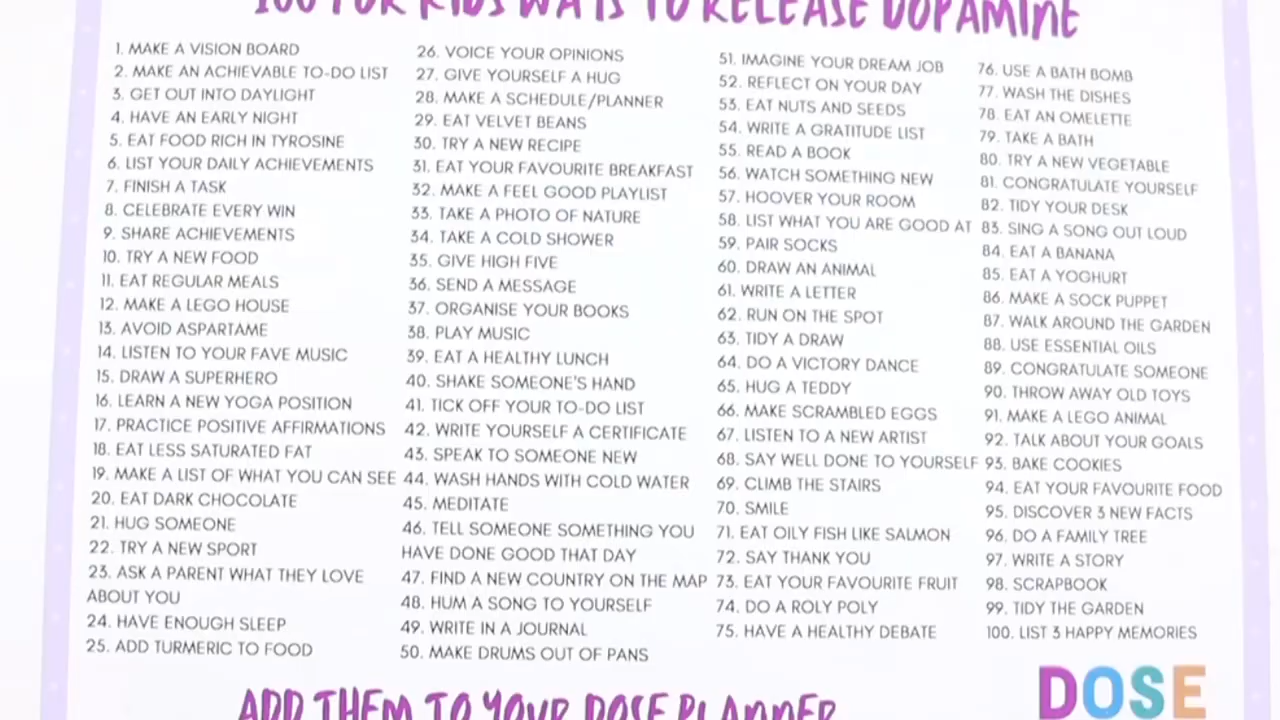 100 FOR KIDS WAYS TO RELEASE DOPAMINE
1. MAKE A VISION BOARD
2. MAKE AN ACHIEVABLE TO-DO LIST
3. GET OUT INTO DAYLIGHT
4. HAVE AN EARLY NIGHT
5. EAT FOOD RICH IN TYROSINE
6. LIST YOUR DAILY ACHIEVEMENTS
7. FINISH A TASK
8. CELEBRATE EVERY WIN
9. SHARE ACHIEVEMENTS
10. TRY A NEW FOOD
11. EAT REGULAR MEALS
12. MAKE A LEGO HOUSE
13. AVOID ASPARTAME
14. LISTEN TO YOUR FAVE MUSIC
15. DRAW A SUPERHERO
16. LEARN A NEW YOGA POSITION
17. PRACTICE POSITIVE AFFIRMATIONS
18. EAT LESS SATURATED FAT
19. MAKE A LIST OF WHAT YOU CAN SEE
20. EAT DARK CHOCOLATE
21. HUG SOMEONE
22. TRY A NEW SPORT
23. ASK A PARENT WHAT THEY LOVE
ABOUT YOU
24. HAVE ENOUGH SLEEP
25. ADD TURMERIC TO FOOD
26. VOICE YOUR OPINIONS
27. GIVE YOURSELF A HUG
28. MAKE A SCHEDULE/PLANNER
29. EAT VELVET BEANS
30. TRY A NEW RECIPE
31. EAT YOUR FAVOURITE BREAKFAST
32. MAKE A FEEL GOOD PLAYLIST
33. TAKE A PHOTO OF NATURE
34. TAKE A COLD SHOWER
35. GIVE HIGH FIVE
36. SEND A MESSAGE
37. ORGANISE YOUR BOOKS
38. PLAY MUSIC
39. EAT A HEALTHY LUNCH
40. SHAKE SOMEONE'S HAND
41. TICK OFF YOUR TO-DO LIST
42. WRITE YOURSELF A CERTIFICATE
43. SPEAK TO SOMEONE NEW
44. WASH HANDS WITH COLD WATER
45. MEDITATE
46. TELL SOMEONE SOMETHING YOU
HAVE DONE GOOD THAT DAY
47. FIND A NEW COUNTRY ON THE MAP
48. HUM A SONG TO YOURSELF
49. WRITE IN A JOURNAL
50. MAKE DRUMS OUT OF PANS
51. IMAGINE YOUR DREAM JOB
52. REFLECT ON YOUR DAY
53. EAT NUTS AND SEEDS
54. WRITE A GRATITUDE LIST
55. READ A BOOK
56. WATCH SOMETHING NEW
57. HOOVER YOUR ROOM
58. LIST WHAT YOU ARE GOOD AT
59. PAIR SOCKS
60. DRAW AN ANIMAL
61. WRITE A LETTER
62. RUN ON THE SPOT
63. TIDY A DRAW
64. DO A VICTORY DANCE
65. HUG A TEDDY
66. MAKE SCRAMBLED EGGS
67. LISTEN TO A NEW ARTIST
68. SAY WELL DONE TO YOURSELF
69. CLIMB THE STAIRS
70. SMILE
71. EAT OILY FISH LIKE SALMON
72. SAY THANK YOU
73. EAT YOUR FAVOURITE FRUIT
74. DO A ROLY POLY
75. HAVE A HEALTHY DEBATE
76. USE A BATH BOMB
77. WASH THE DISHES
78. EAT AN OMELETTE
79. TAKE A BATH
80. TRY A NEW VEGETABLE
81. CONGRATULATE YOURSELF
82. TIDY YOUR DESK
83. SING A SONG OUT LOUD
84. EAT A BANANA
85. EAT A YOGHURT
86. MAKE A SOCK PUPPET
87. WALK AROUND THE GARDEN
88. USE ESSENTIAL OILS
89. CONGRATULATE SOMEONE
90. THROW AWAY OLD TOYS
91. MAKE A LEGO ANIMAL
92. TALK ABOUT YOUR GOALS
93. BAKE COOKIES
94. EAT YOUR FAVOURITE FOOD
95. DISCOVER 3 NEW FACTS
96. DO A FAMILY TREE
97. WRITE A STORY
98. SCRAPBOOK
99. TIDY THE GARDEN
100. LIST 3 HAPPY MEMORIES
ADD THEM TO YOUR DOSE PLANNER
DOSE